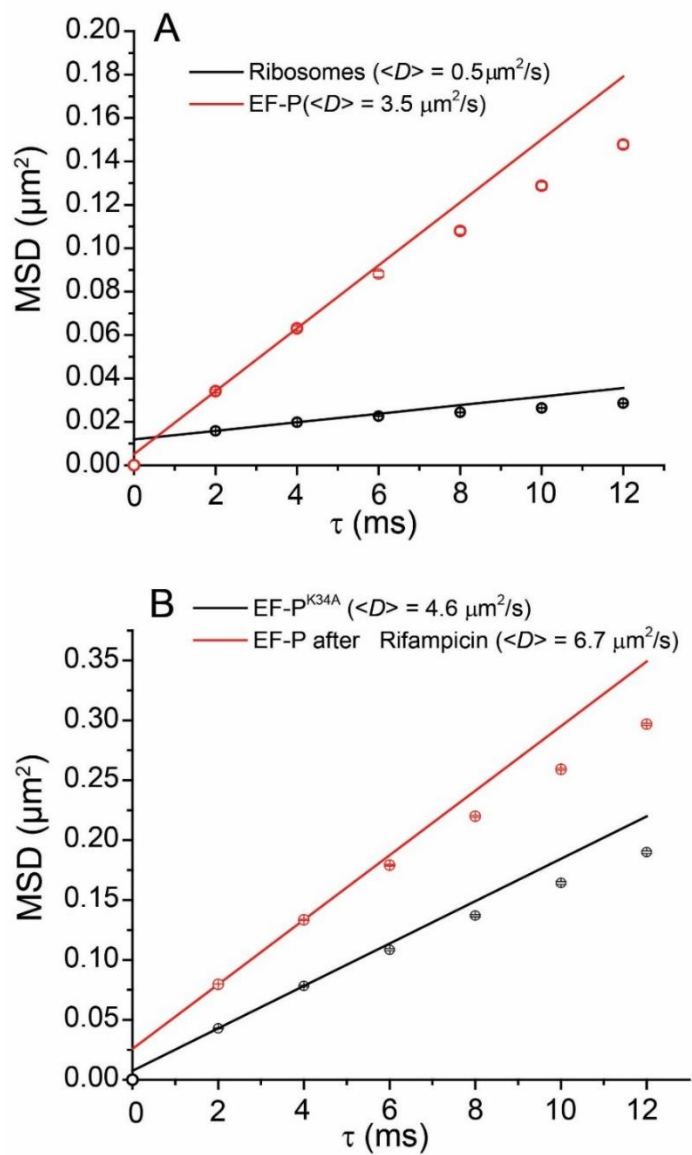 A
Ribosomes (<D> = 0.5μm²/s)
EF-P(<D> = 3.5 μm²/s)
MSD (μm²)
0.20
0.18
0.16
0.14
0.12
0.10
0.08
0.06
0.04
0.02
0.00
0 2 4 6 8 10 12
τ (ms)
B
EF-Pᴷ³⁴ᴬ (<D> = 4.6 μm²/s)
EF-P after Rifampicin (<D> = 6.7 μm²/s)
MSD (μm²)
0.35
0.30
0.25
0.20
0.15
0.10
0.05
0.00
0 2 4 6 8 10 12
τ (ms)